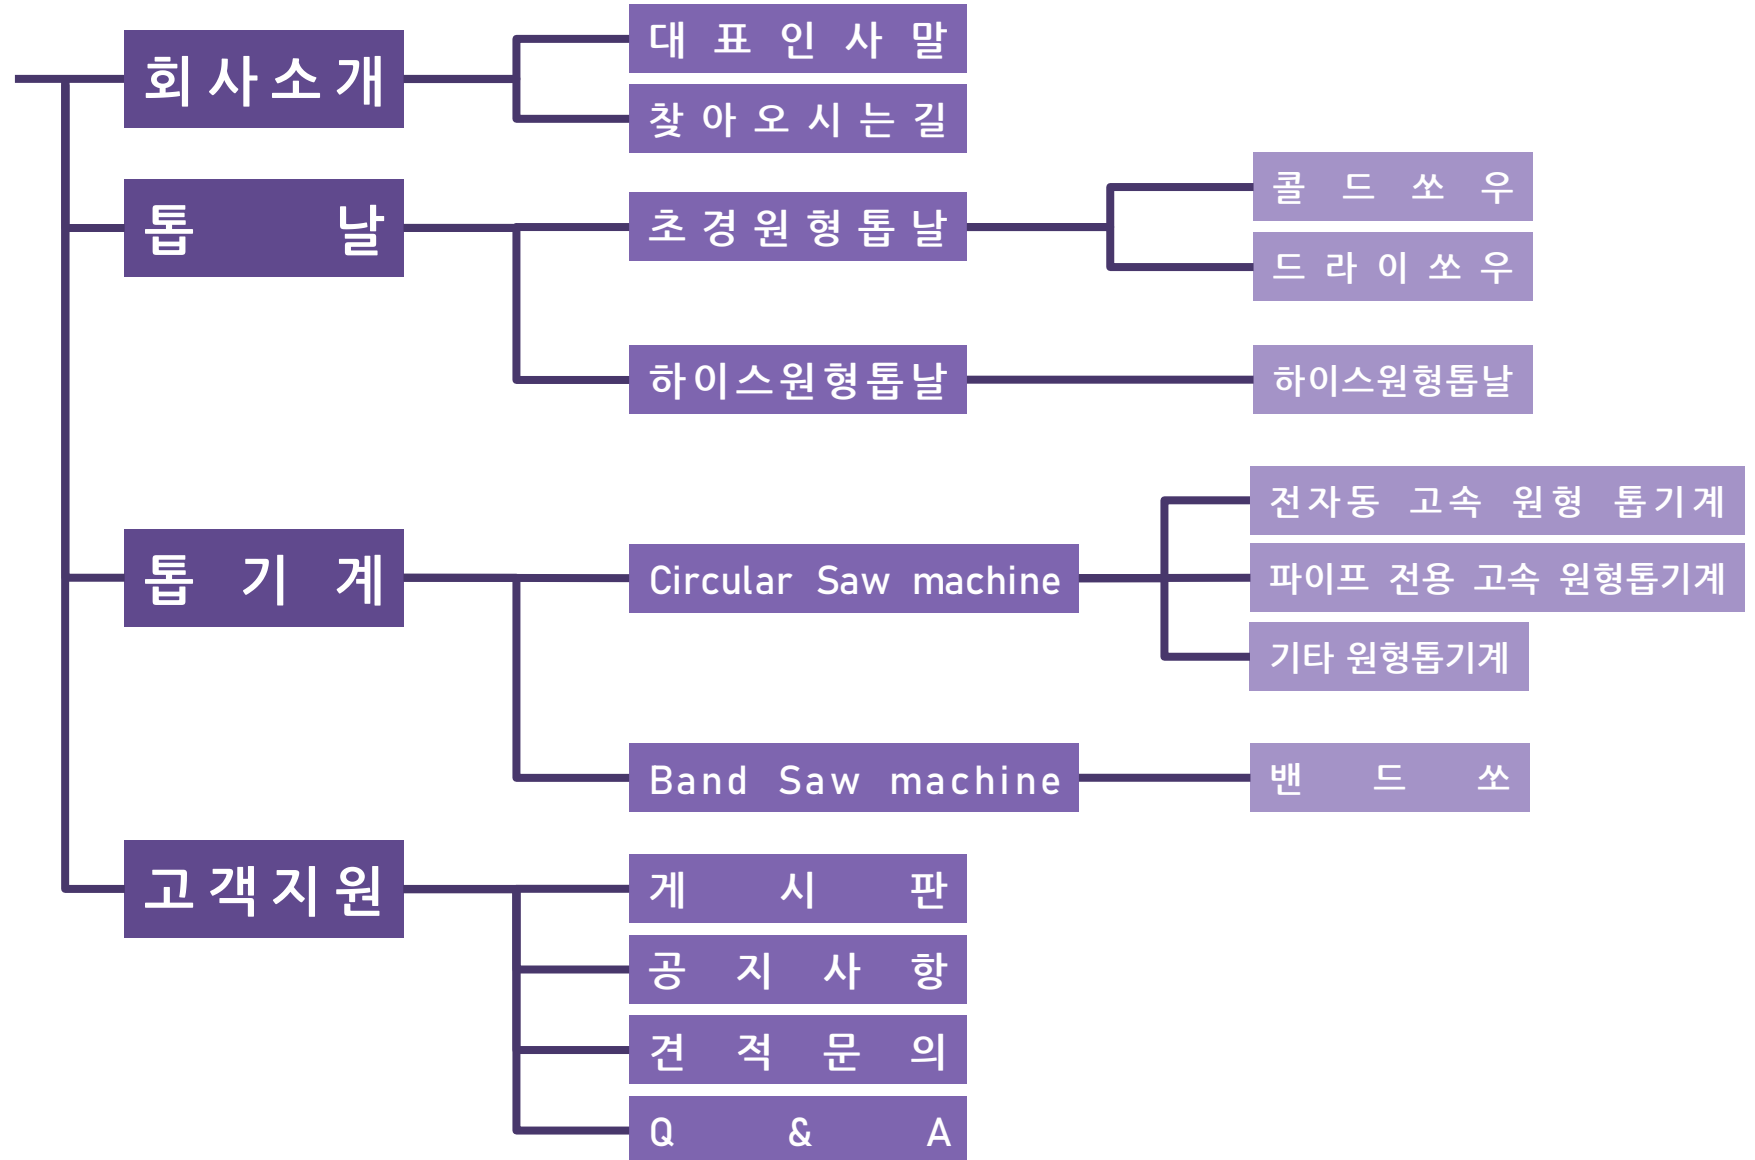 회사소개
대표인사말
찾아오시는길
톱날
초경원형톱날
콜드쏘우
드라이쏘우
하이스원형톱날
하이스원형톱날
톱기계
Circular Saw machine
전자동 고속 원형 톱기계
파이프 전용 고속 원형톱기계
기타 원형톱기계
Band Saw machine
밴드쏘
고객지원
게시판
공지사항
견적문의
Q & A